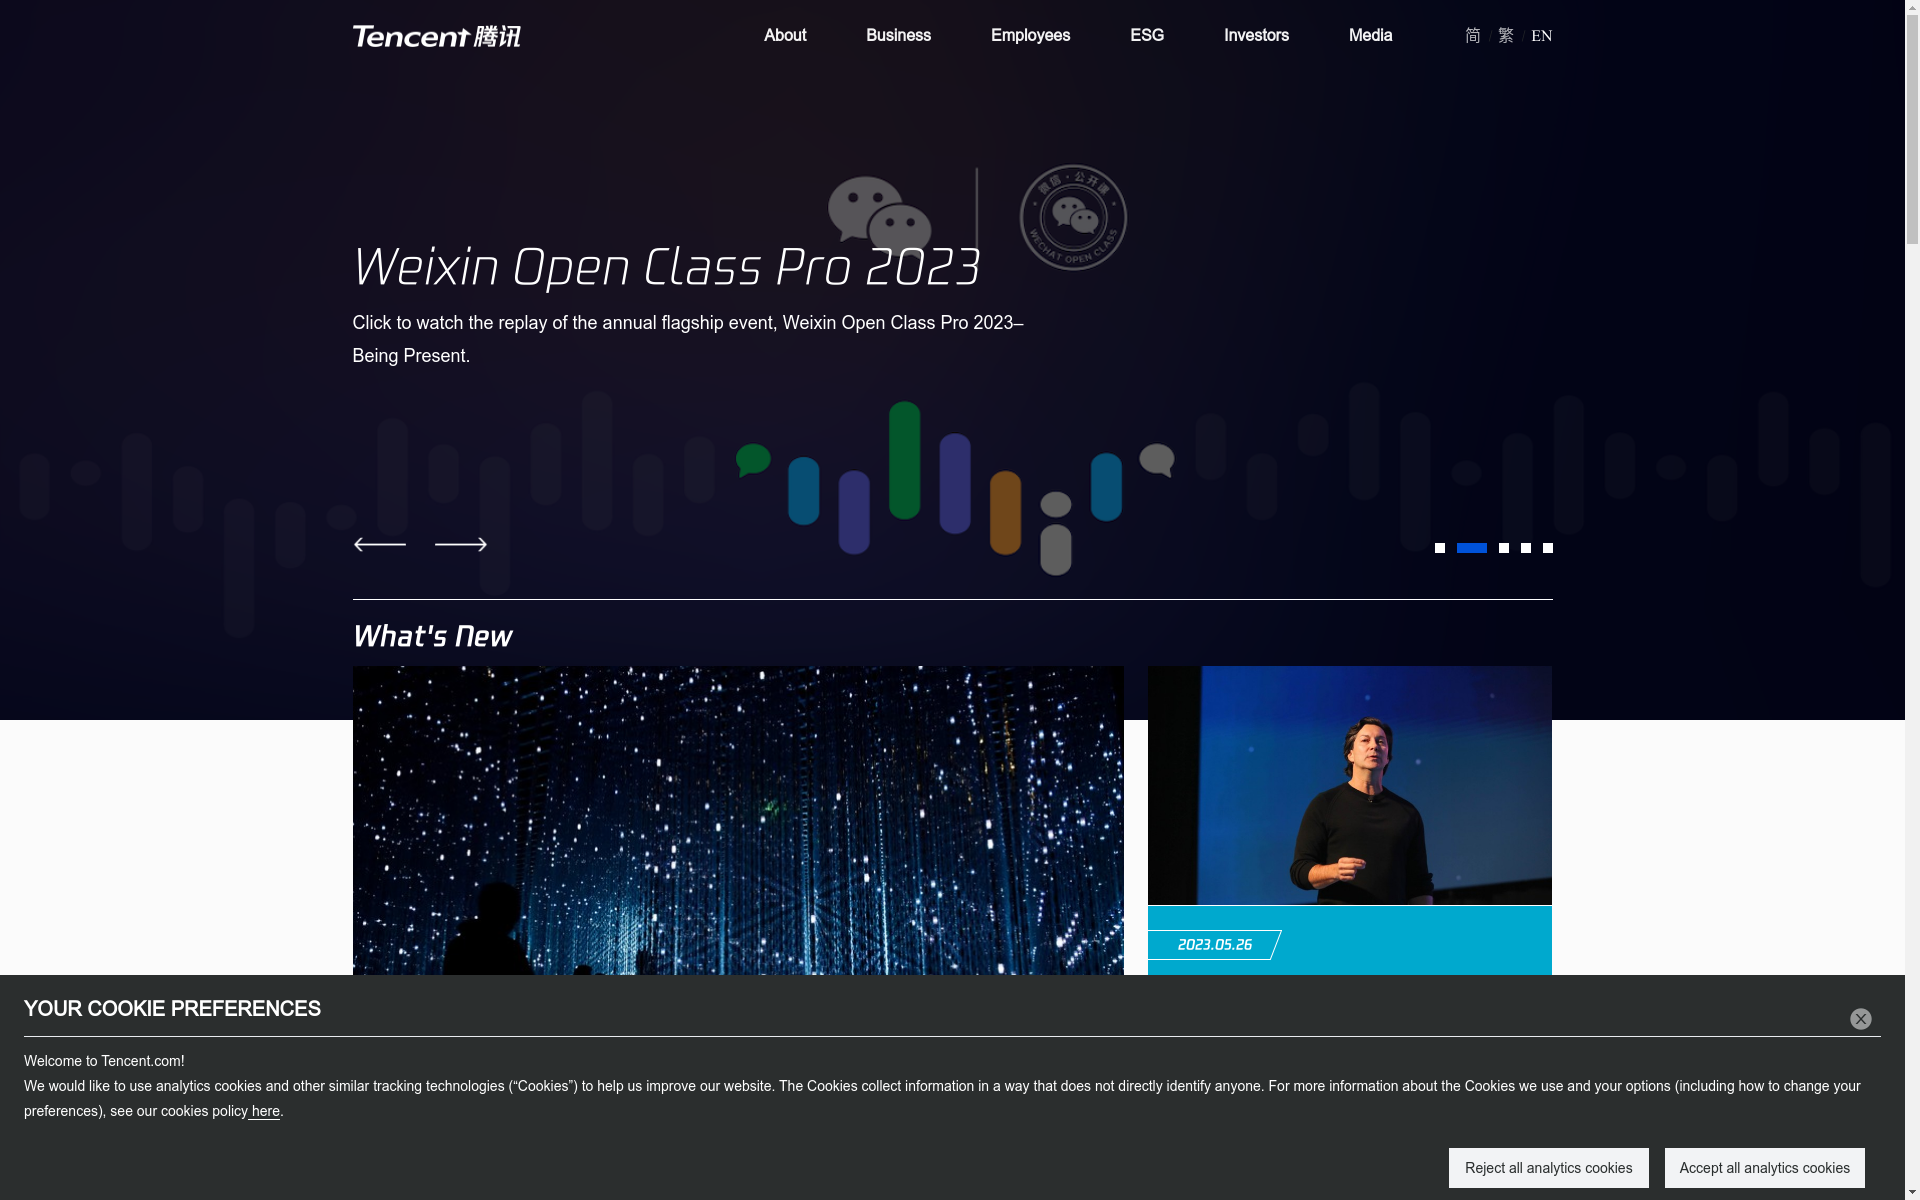 Tencent 腾讯
About
Business
Employees
ESG
Investors
Media
简 / 繁 / EN
微信·公开课
WECHAT OPEN CLASS
Weixin Open Class Pro 2023
Click to watch the replay of the annual flagship event, Weixin Open Class Pro 2023–
Being Present.
What's New
2023.05.26
YOUR COOKIE PREFERENCES
Welcome to Tencent.com!
We would like to use analytics cookies and other similar tracking technologies (“Cookies”) to help us improve our website. The Cookies collect information in a way that does not directly identify anyone. For more information about the Cookies we use and your options (including how to change your
preferences), see our cookies policy here.
Reject all analytics cookies
Accept all analytics cookies